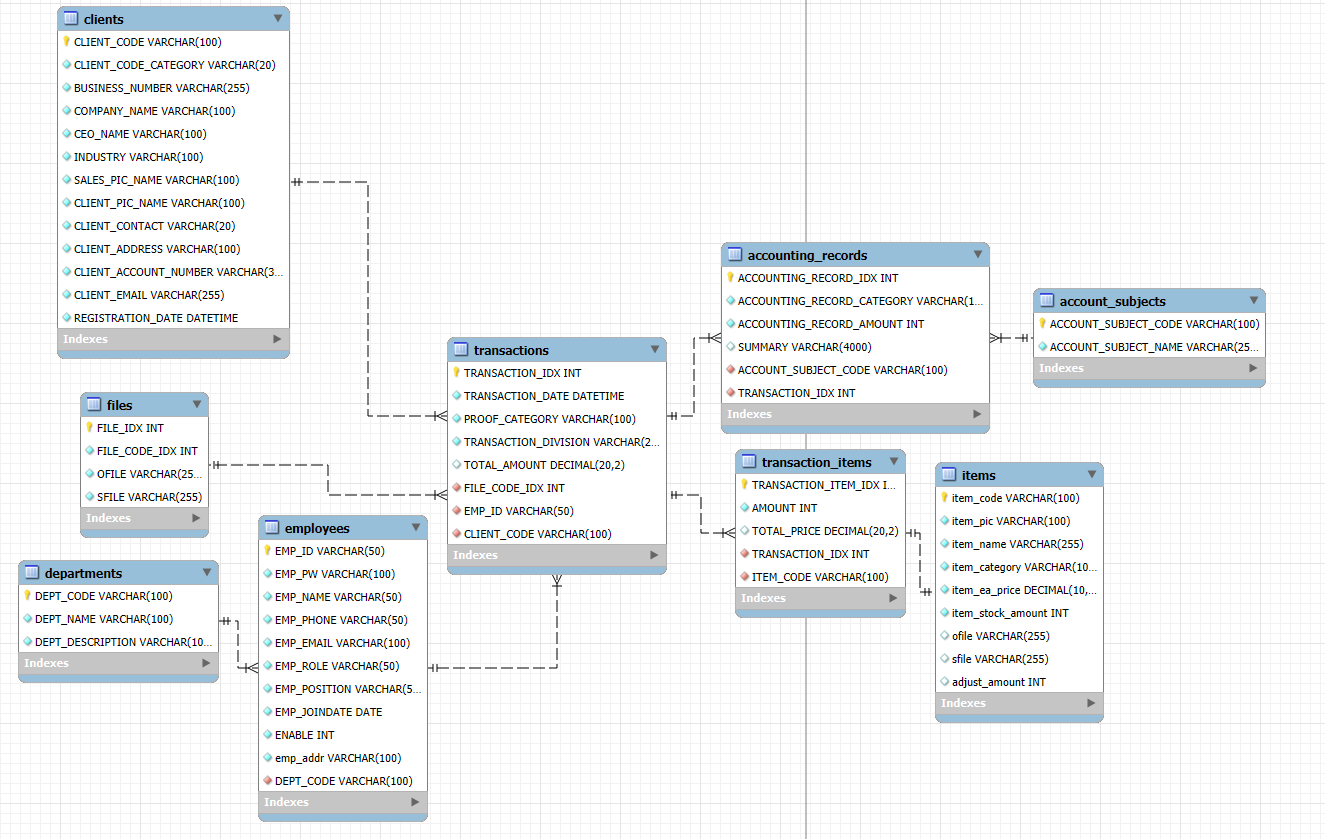 clients
CLIENT_CODE VARCHAR(100)
CLIENT_CODE_CATEGORY VARCHAR(20)
BUSINESS_NUMBER VARCHAR(255)
COMPANY_NAME VARCHAR(100)
CEO_NAME VARCHAR(100)
INDUSTRY VARCHAR(100)
SALES_PIC_NAME VARCHAR(100)
CLIENT_PIC_NAME VARCHAR(100)
CLIENT_CONTACT VARCHAR(20)
CLIENT_ADDRESS VARCHAR(100)
CLIENT_ACCOUNT_NUMBER VARCHAR(3...
CLIENT_EMAIL VARCHAR(255)
REGISTRATION_DATE DATETIME
Indexes
files
FILE_IDX INT
FILE_CODE_IDX INT
OFILE VARCHAR(25...
SFILE VARCHAR(255)
Indexes
departments
DEPT_CODE VARCHAR(100)
DEPT_NAME VARCHAR(100)
DEPT_DESCRIPTION VARCHAR(10...
Indexes
employees
EMP_ID VARCHAR(50)
EMP_PW VARCHAR(100)
EMP_NAME VARCHAR(50)
EMP_PHONE VARCHAR(50)
EMP_EMAIL VARCHAR(100)
EMP_ROLE VARCHAR(50)
EMP_POSITION VARCHAR(5...
EMP_JOINDATE DATE
ENABLE INT
emp_addr VARCHAR(100)
DEPT_CODE VARCHAR(100)
Indexes
transactions
TRANSACTION_IDX INT
TRANSACTION_DATE DATETIME
PROOF_CATEGORY VARCHAR(100)
TRANSACTION_DIVISION VARCHAR(2...
TOTAL_AMOUNT DECIMAL(20,2)
FILE_CODE_IDX INT
EMP_ID VARCHAR(50)
CLIENT_CODE VARCHAR(100)
Indexes
accounting_records
ACCOUNTING_RECORD_IDX INT
ACCOUNTING_RECORD_CATEGORY VARCHAR(1...
ACCOUNTING_RECORD_AMOUNT INT
SUMMARY VARCHAR(4000)
ACCOUNT_SUBJECT_CODE VARCHAR(100)
TRANSACTION_IDX INT
Indexes
account_subjects
ACCOUNT_SUBJECT_CODE VARCHAR(100)
ACCOUNT_SUBJECT_NAME VARCHAR(25...
Indexes
transaction_items
TRANSACTION_ITEM_IDX I...
AMOUNT INT
TOTAL_PRICE DECIMAL(20,2)
TRANSACTION_IDX INT
ITEM_CODE VARCHAR(100)
Indexes
items
item_code VARCHAR(100)
item_pic VARCHAR(100)
item_name VARCHAR(255)
item_category VARCHAR(10...
item_ea_price DECIMAL(10,...
item_stock_amount INT
ofile VARCHAR(255)
sfile VARCHAR(255)
adjust_amount INT
Indexes